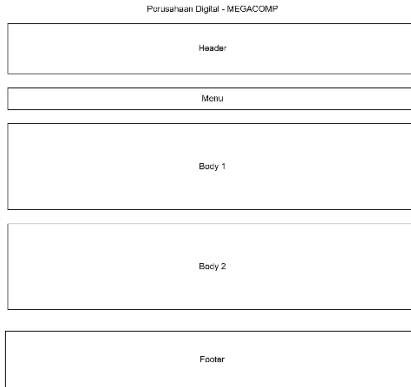 Perusahaan Digital - MEGACOMP
Header
Menu
Body 1
Body 2
Footer